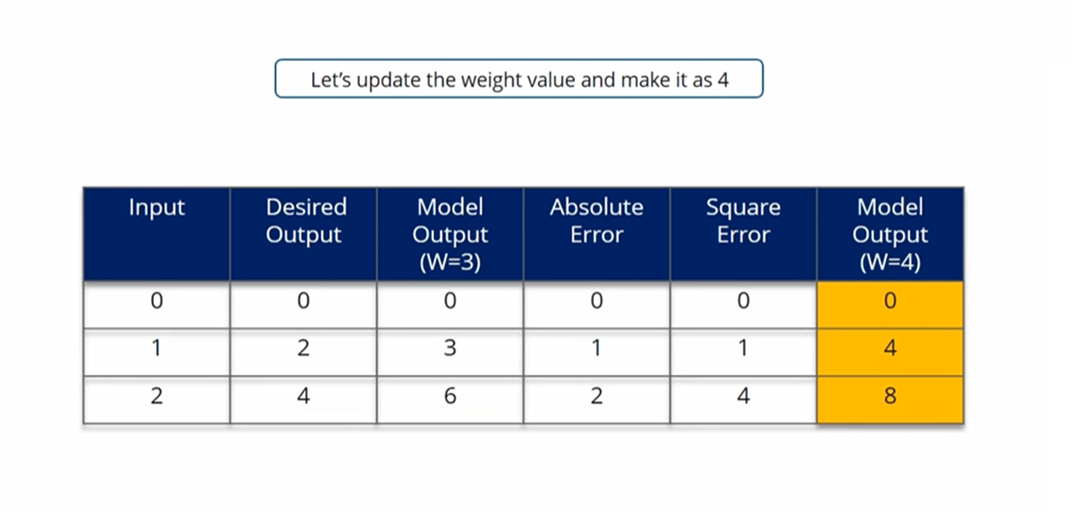 Let's update the weight value and make it as 4
Input Desired Output Model Output (W=3) Absolute Error Square Error Model Output (W=4)
0 0 0 0 0 0
1 2 3 1 1 4
2 4 6 2 4 8